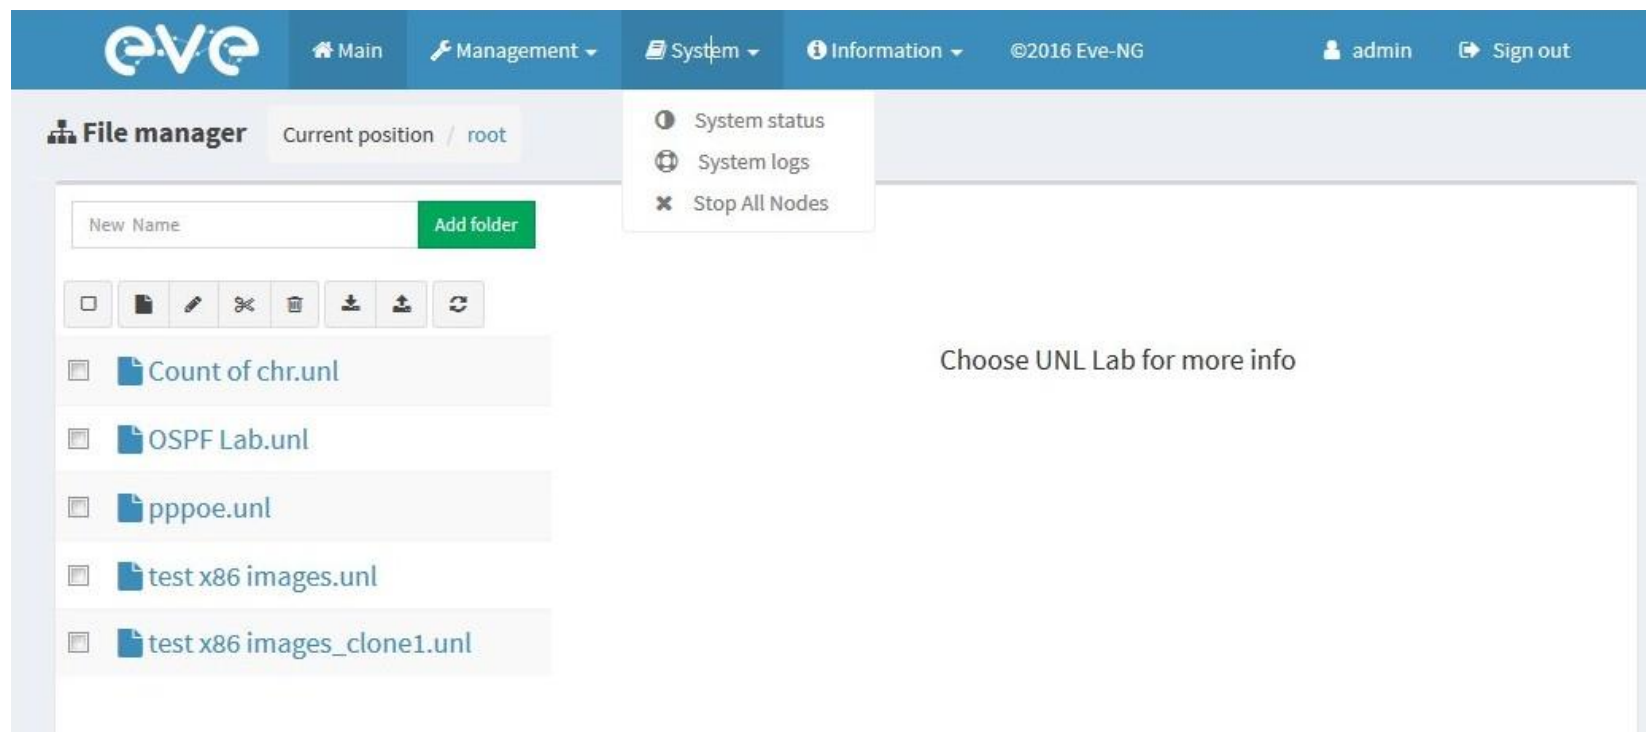 eve Main Management System Information ©2016 Eve-NG admin Sign out
File manager Current position / root
System status
System logs
Stop All Nodes
New Name Add folder
Choose UNL Lab for more info
Count of chr.unl
OSPF Lab.unl
pppoe.unl
test x86 images.unl
test x86 images_clone1.unl